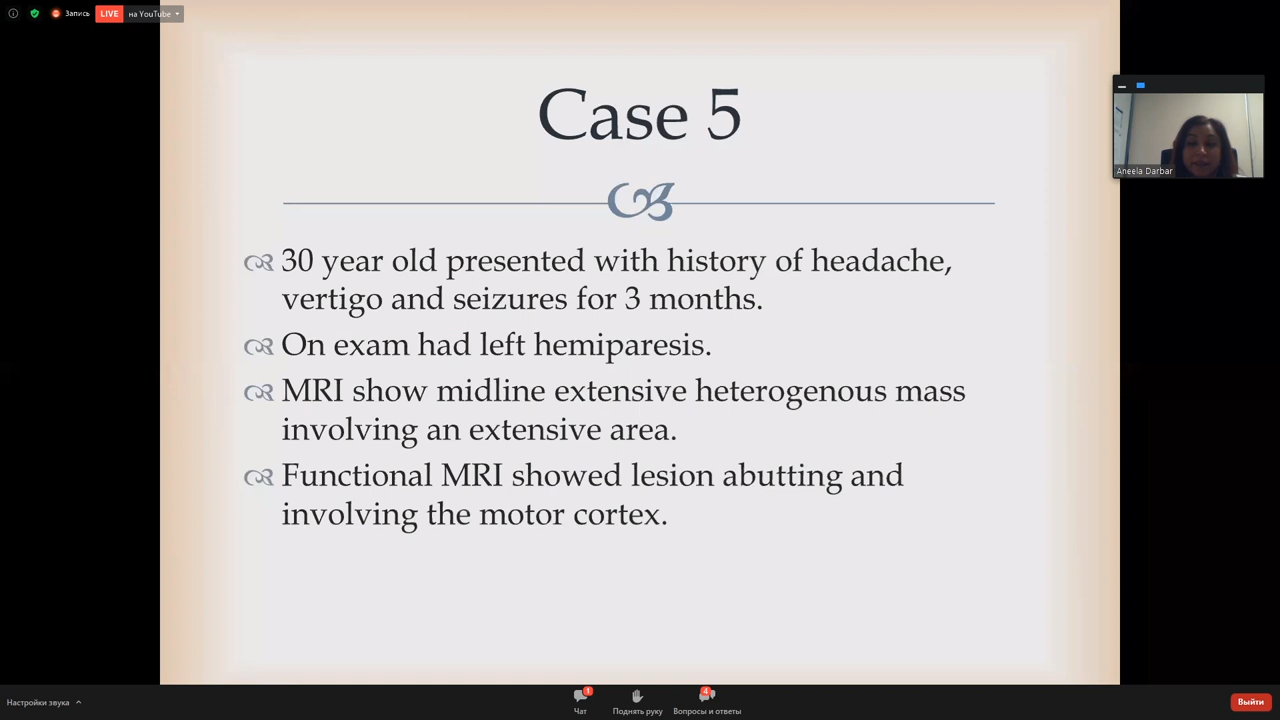 Запись
LIVE
на YouTube
Case 5
30 year old presented with history of headache,
vertigo and seizures for 3 months.
On exam had left hemiparesis.
MRI show midline extensive heterogenous mass
involving an extensive area.
Functional MRI showed lesion abutting and
involving the motor cortex.
Aneela Darbar
Настройки звука
1
Чат
Поднять руку
4
Вопросы и ответы
Выйти